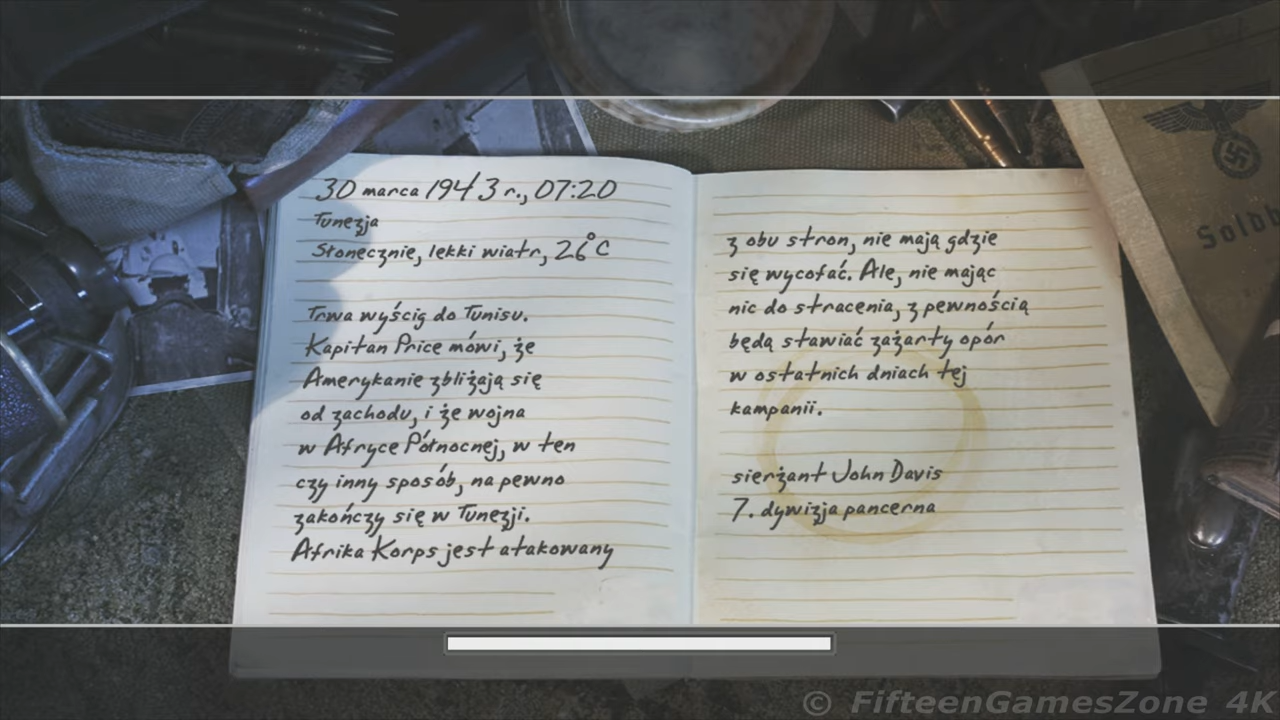 30 marca 1943 r., 07:20
Tunezja
Słonecznie, lekki wiatr, 26°C
Trwa wyścig do Tunisu.
Kapitan Price mówi, że
Amerykanie zbliżają się
od zachodu, i że wojna
w Afryce Północnej, w ten
czy inny sposób, na pewno
zakończy się w Tunezji.
Afrika Korps jest atakowany
z obu stron, nie mają gdzie
się wycofać. Ale, nie mając
nic do stracenia, z pewnością
będą stawiać zażarty opór
w ostatnich dniach tej
kampanii.
sierżant John Davis
7. dywizja pancerna
© FifteenGamesZone 4K